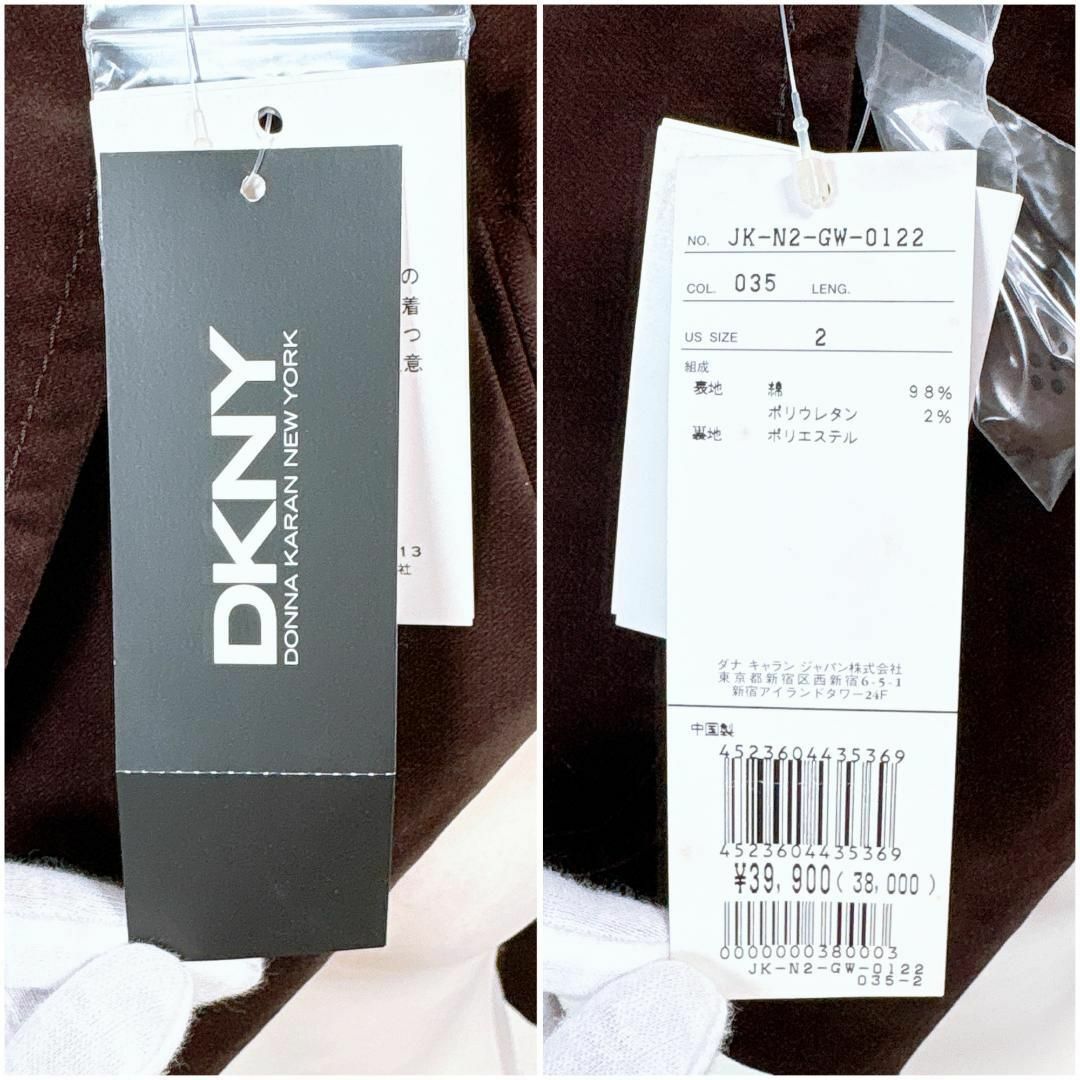 DKNY
DONNA KARAN NEW YORK
の
着
つ
意
13
社
NO. JK-N2-GW-0122
COL. 035 LENG.
US SIZE 2
組成
表地 綿 98%
ポリウレタン 2%
裏地 ポリエステル
ダナ キャラン ジャパン株式会社
東京都新宿区西新宿6-5-1
新宿アイランドタワー24F
中国製
4523604435369
4523604435369
¥39,900(38,000)
0000000380003
JK-N2-GW-0122
035-2